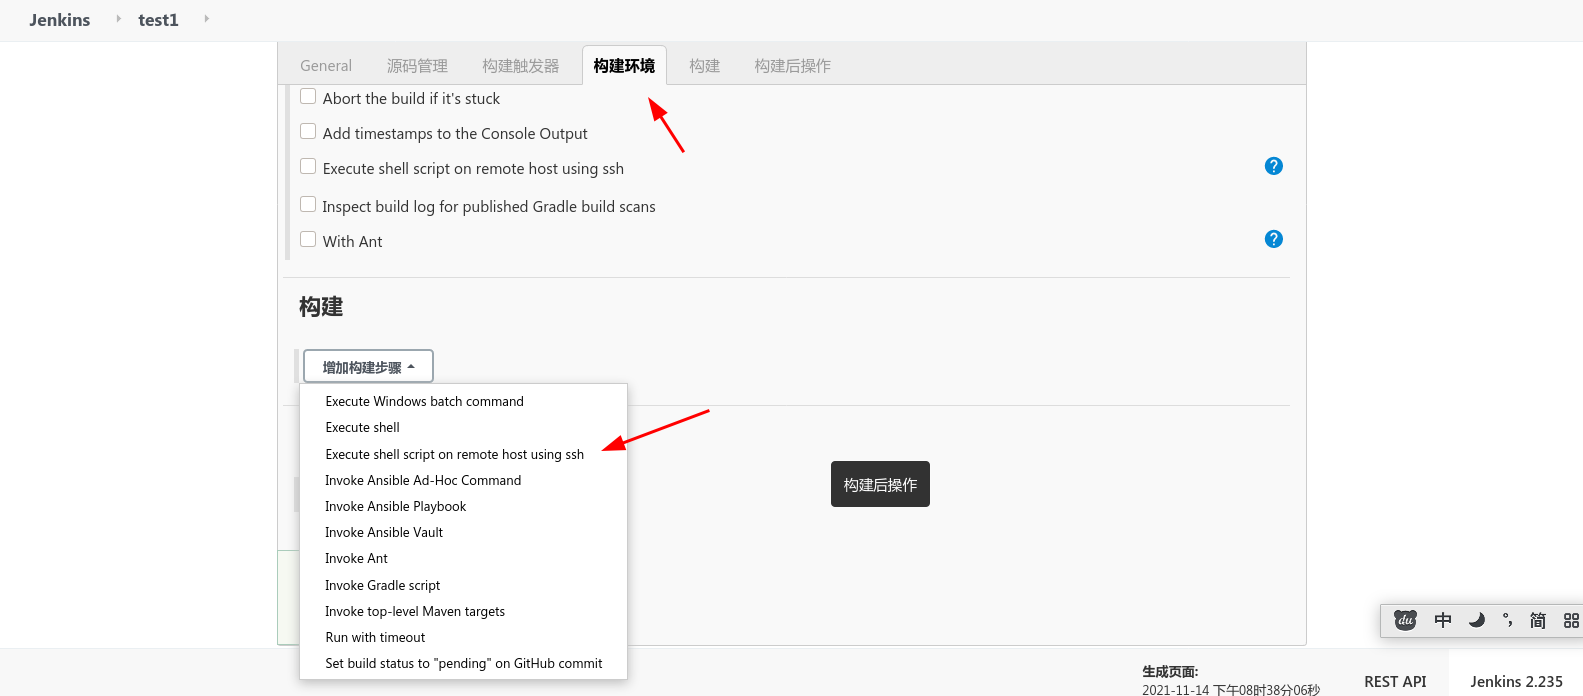 Jenkins test1
General 源码管理 构建触发器 构建环境 构建 构建后操作
Abort the build if it's stuck
Add timestamps to the Console Output
Execute shell script on remote host using ssh
Inspect build log for published Gradle build scans
With Ant
构建
增加构建步骤
Execute Windows batch command
Execute shell
Execute shell script on remote host using ssh
Invoke Ansible Ad-Hoc Command
Invoke Ansible Playbook
Invoke Ansible Vault
Invoke Ant
Invoke Gradle script
Invoke top-level Maven targets
Run with timeout
Set build status to "pending" on GitHub commit
构建后操作
du 中 °, 简
生成页面:
2021-11-14 下午08时38分06秒
REST API
Jenkins 2.235